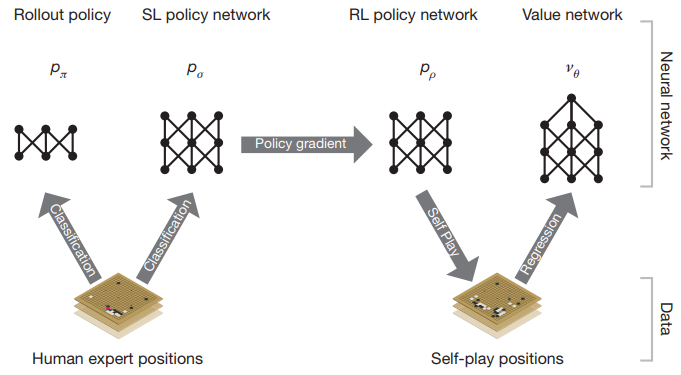 Rollout policy
SL policy network
RL policy network
Value network
pπ
pσ
pρ
νθ
Neural network
Policy gradient
Classification
Classification
Self Play
Regression
Data
Human expert positions
Self-play positions